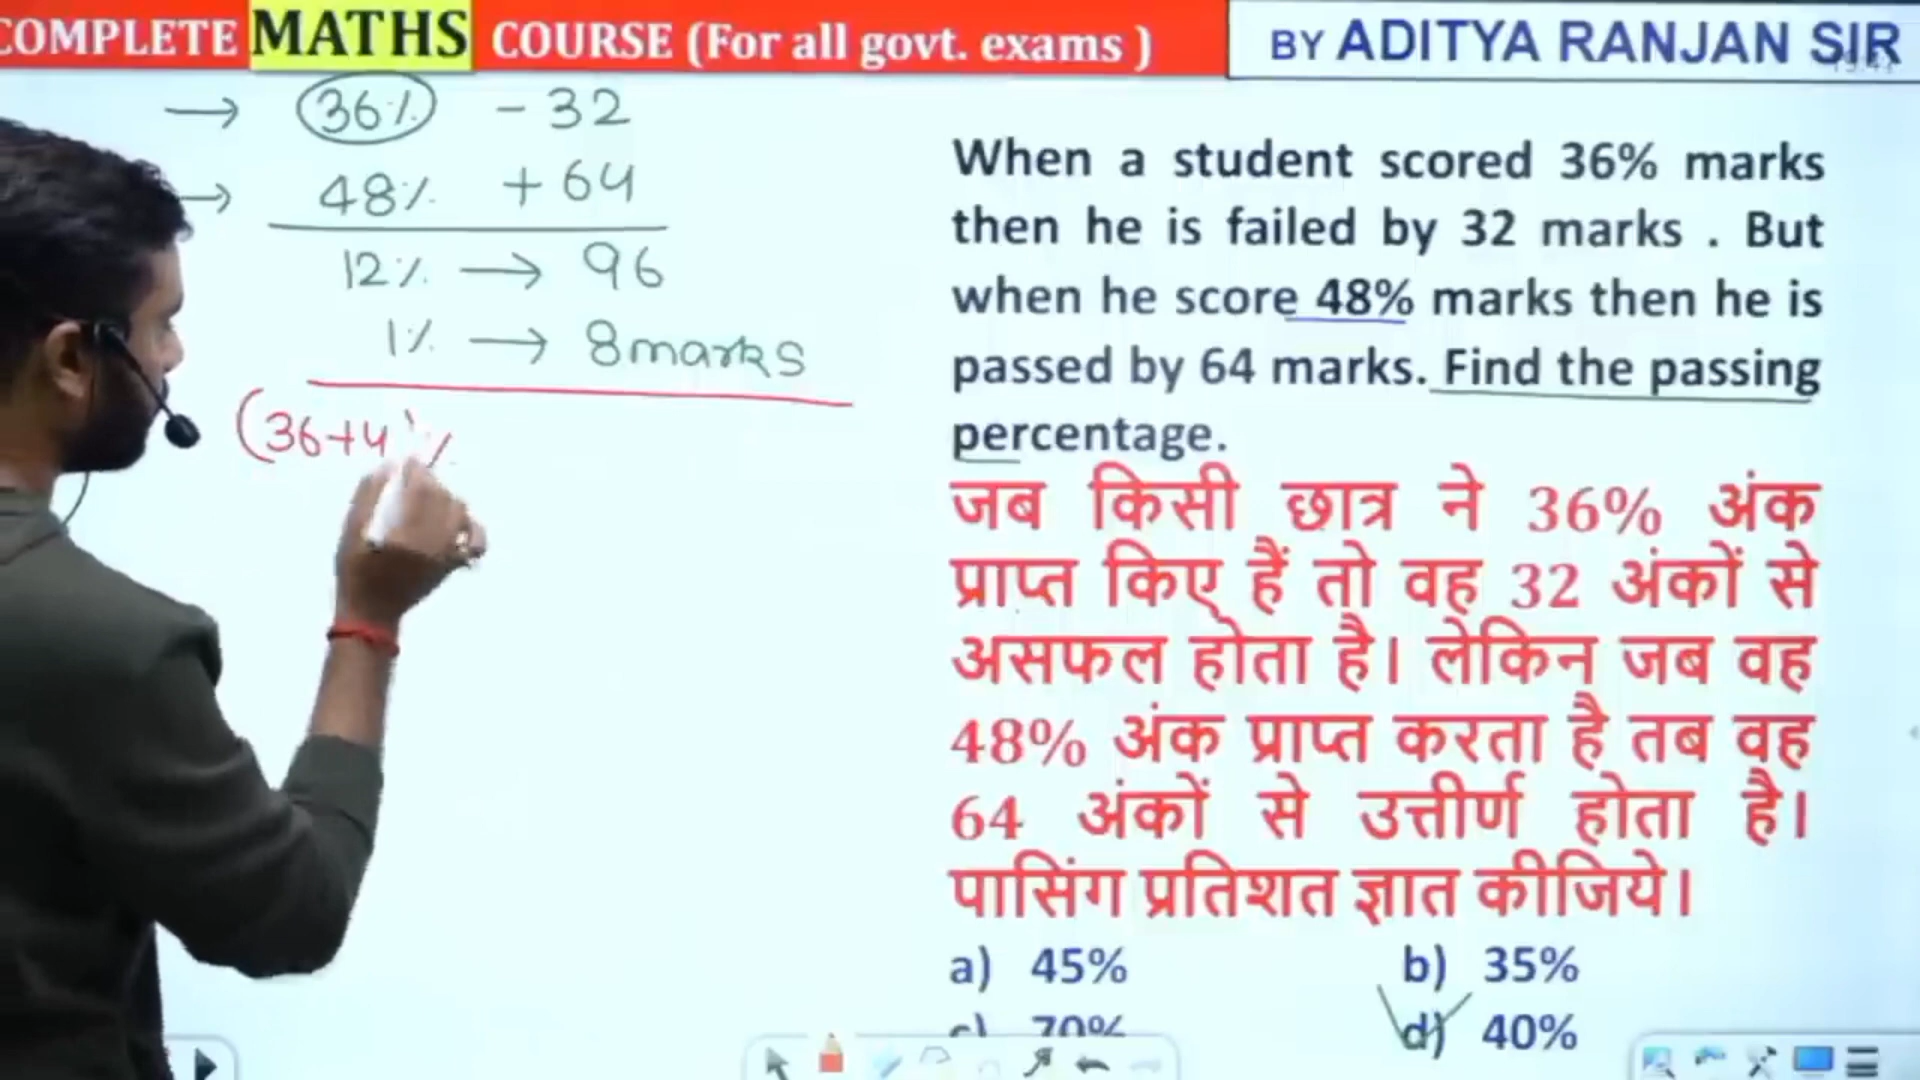 COMPLETE MATHS COURSE (For all govt. exams )
BY ADITYA RANJAN SIR
→ 36% - 32
→ 48% + 64
12% → 96
1% → 8 marks
(36+4)%
When a student scored 36% marks
then he is failed by 32 marks . But
when he score 48% marks then he is
passed by 64 marks. Find the passing
percentage.
जब किसी छात्र ने 36% अंक
प्राप्त किए हैं तो वह 32 अंकों से
असफल होता है। लेकिन जब वह
48% अंक प्राप्त करता है तब वह
64 अंकों से उत्तीर्ण होता है।
पासिंग प्रतिशत ज्ञात कीजिये।
a) 45% b) 35%
c) 70% d) 40%